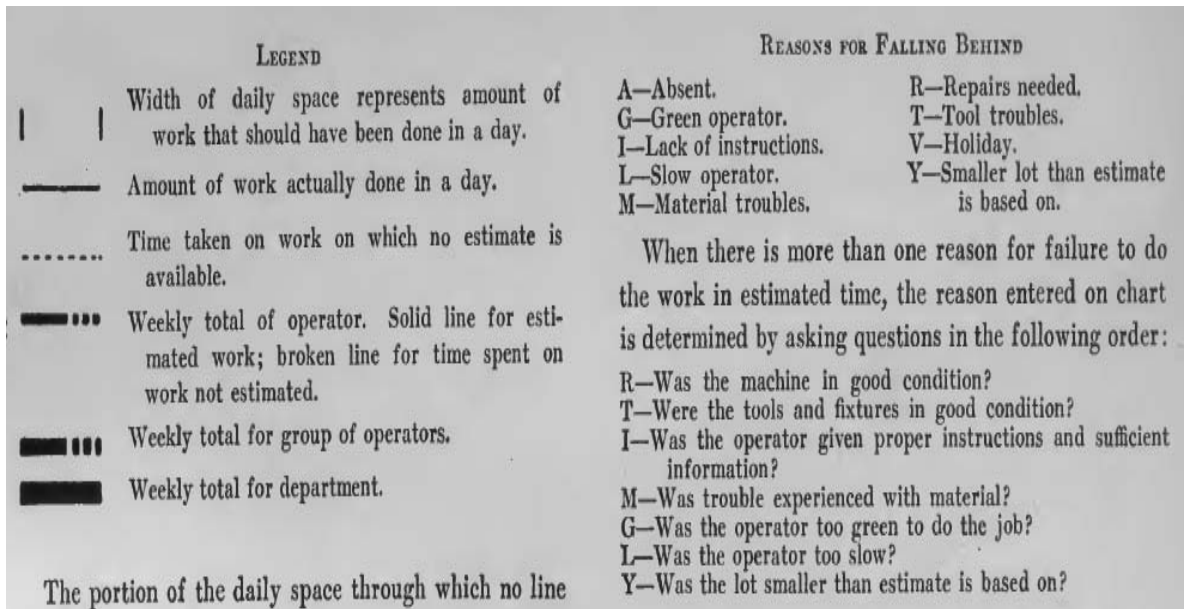 LEGEND
Width of daily space represents amount of
work that should have been done in a day.
Amount of work actually done in a day.
Time taken on work on which no estimate is
available.
Weekly total of operator. Solid line for esti-
mated work; broken line for time spent on
work not estimated.
Weekly total for group of operators.
Weekly total for department.
The portion of the daily space through which no line
REASONS FOR FALLING BEHIND
A—Absent.
G—Green operator.
I—Lack of instructions.
L—Slow operator.
M—Material troubles.
R—Repairs needed.
T—Tool troubles.
V—Holiday.
Y—Smaller lot than estimate
is based on.
When there is more than one reason for failure to do
the work in estimated time, the reason entered on chart
is determined by asking questions in the following order:
R—Was the machine in good condition?
T—Were the tools and fixtures in good condition?
I—Was the operator given proper instructions and sufficient
information?
M—Was trouble experienced with material?
G—Was the operator too green to do the job?
L—Was the operator too slow?
Y—Was the lot smaller than estimate is based on?